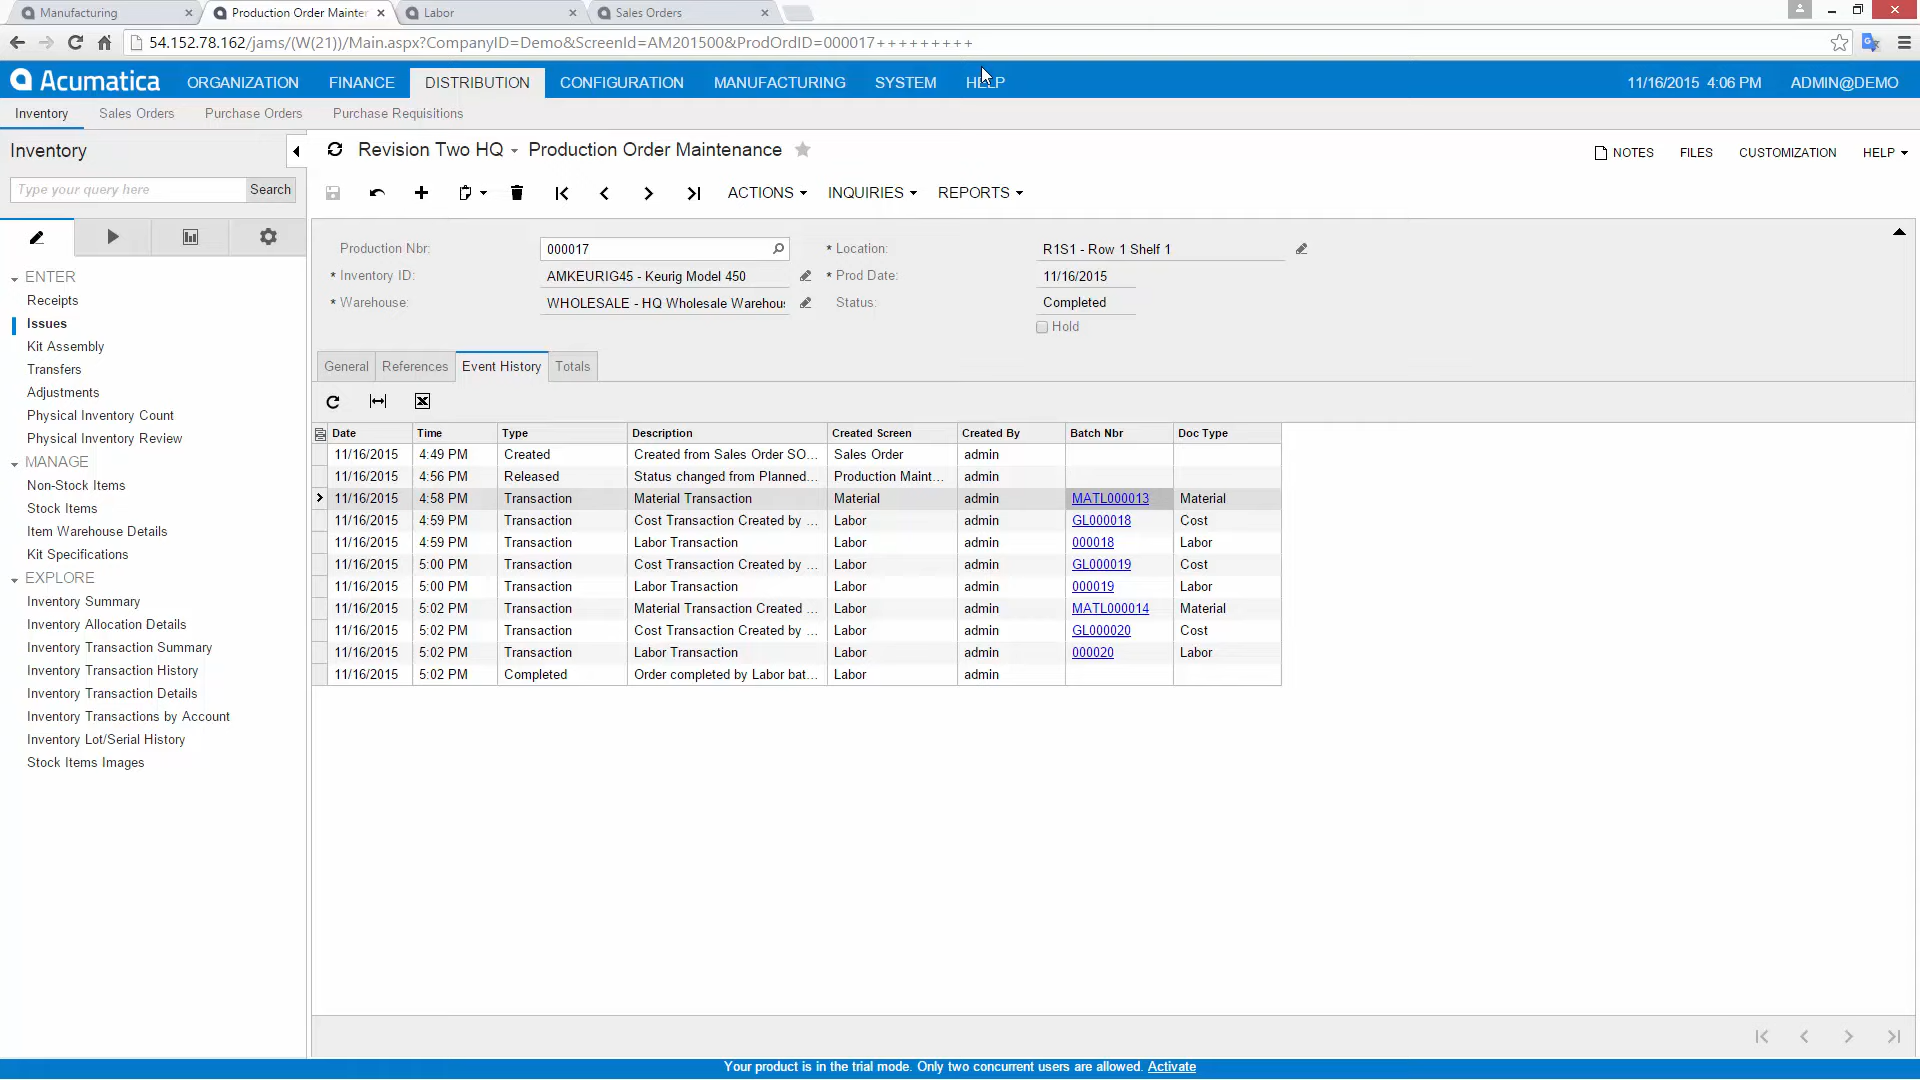 Manufacturing
Production Order Mainter
Labor
Sales Orders
54.152.78.162/jams/(W(21))/Main.aspx?CompanyID=Demo&ScreenId=AM201500&ProdOrdID=000017+++++++++
Acumatica ORGANIZATION FINANCE DISTRIBUTION CONFIGURATION MANUFACTURING SYSTEM HELP 11/16/2015 4:06 PM ADMIN@DEMO
Inventory Sales Orders Purchase Orders Purchase Requisitions
Inventory
Type your query here Search
ENTER
Receipts
Issues
Kit Assembly
Transfers
Adjustments
Physical Inventory Count
Physical Inventory Review
MANAGE
Non-Stock Items
Stock Items
Item Warehouse Details
Kit Specifications
EXPLORE
Inventory Summary
Inventory Allocation Details
Inventory Transaction Summary
Inventory Transaction History
Inventory Transaction Details
Inventory Transactions by Account
Inventory Lot/Serial History
Stock Items Images
Revision Two HQ Production Order Maintenance
NOTES FILES CUSTOMIZATION HELP
ACTIONS INQUIRIES REPORTS
Production Nbr: 000017 * Location: R1S1 - Row 1 Shelf 1
* Inventory ID: AMKEURIG45 - Keurig Model 450 * Prod Date: 11/16/2015
* Warehouse: WHOLESALE - HQ Wholesale Warehou Status: Completed
Hold
General References Event History Totals
Date Time Type Description Created Screen Created By Batch Nbr Doc Type
11/16/2015 4:49 PM Created Created from Sales Order SO... Sales Order admin
11/16/2015 4:56 PM Released Status changed from Planned... Production Maint... admin
11/16/2015 4:58 PM Transaction Material Transaction Material admin MATL000013 Material
11/16/2015 4:59 PM Transaction Cost Transaction Created by ... Labor admin GL000018 Cost
11/16/2015 4:59 PM Transaction Labor Transaction Labor admin 000018 Labor
11/16/2015 5:00 PM Transaction Cost Transaction Created by ... Labor admin GL000019 Cost
11/16/2015 5:00 PM Transaction Labor Transaction Labor admin 000019 Labor
11/16/2015 5:02 PM Transaction Material Transaction Created ... Labor admin MATL000014 Material
11/16/2015 5:02 PM Transaction Cost Transaction Created by ... Labor admin GL000020 Cost
11/16/2015 5:02 PM Transaction Labor Transaction Labor admin 000020 Labor
11/16/2015 5:02 PM Completed Order completed by Labor bat... Labor admin
Your product is in the trial mode. Only two concurrent users are allowed. Activate